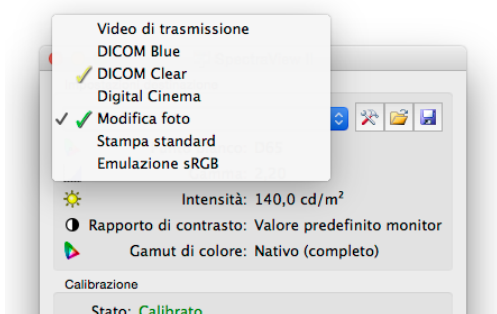 Video di trasmissione
DICOM Blue
DICOM Clear
Digital Cinema
Modifica foto
Stampa standard
Emulazione sRGB
Intensità: 140,0 cd/m²
Rapporto di contrasto: Valore predefinito monitor
Gamut di colore: Nativo (completo)
Calibrazione
Stato: Calibrato